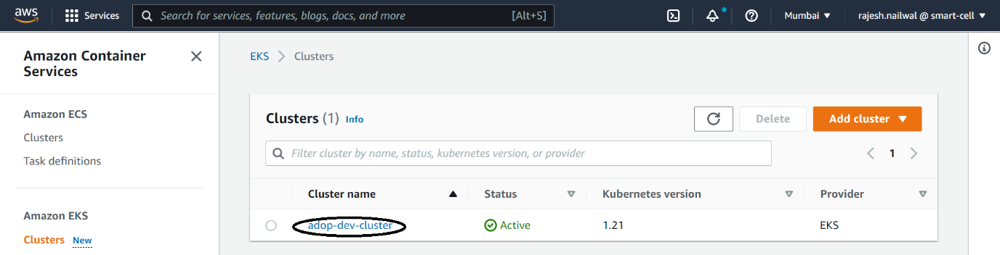 aws Services Search for services, features, blogs, docs, and more [Alt+S] Mumbai rajesh.nailwal @ smart-cell
Amazon Container
Services
Amazon ECS
Clusters
Task definitions
Amazon EKS
Clusters New
EKS Clusters
Clusters (1) Info Delete Add cluster
Filter cluster by name, status, kubernetes version, or provider 1
Cluster name Status Kubernetes version Provider
adop-dev-cluster Active 1.21 EKS